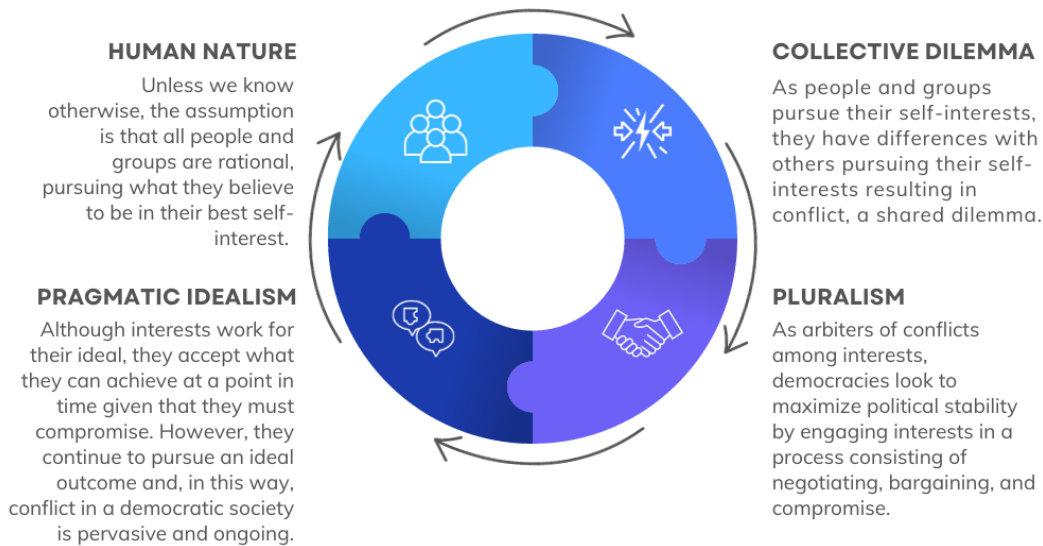 HUMAN NATURE
Unless we know
otherwise, the assumption
is that all people and
groups are rational,
pursuing what they believe
to be in their best self-
interest.
COLLECTIVE DILEMMA
As people and groups
pursue their self-interests,
they have differences with
others pursuing their self-
interests resulting in
conflict, a shared dilemma.
PRAGMATIC IDEALISM
Although interests work for
their ideal, they accept what
they can achieve at a point in
time given that they must
compromise. However, they
continue to pursue an ideal
outcome and, in this way,
conflict in a democratic society
is pervasive and ongoing.
PLURALISM
As arbiters of conflicts
among interests,
democracies look to
maximize political stability
by engaging interests in a
process consisting of
negotiating, bargaining, and
compromise.